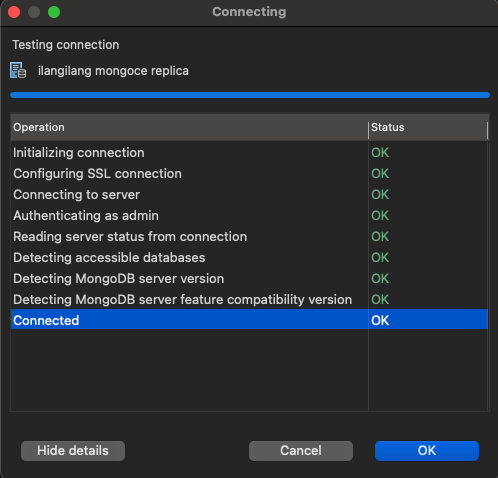 Connecting
Testing connection
ilangilang mongoce replica
Operation Status
Initializing connection OK
Configuring SSL connection OK
Connecting to server OK
Authenticating as admin OK
Reading server status from connection OK
Detecting accessible databases OK
Detecting MongoDB server version OK
Detecting MongoDB server feature compatibility version OK
Connected OK
Hide details Cancel OK